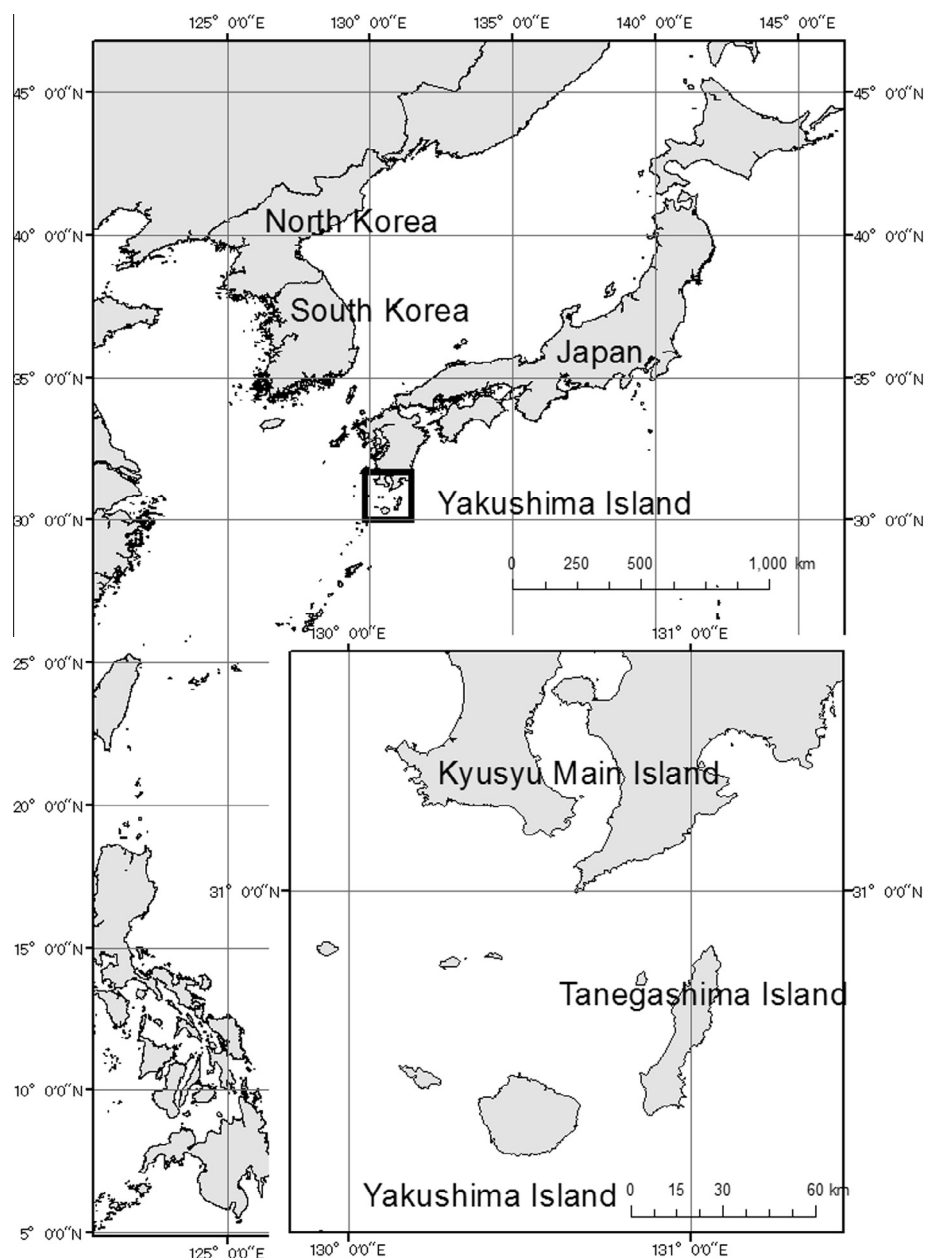 125° 0'0"E 130° 0'0"E 135° 0'0"E 140° 0'0"E 145° 0'0"E
45° 0'0"N 45° 0'0"N
North Korea
40° 0'0"N 40° 0'0"N
South Korea
Japan
35° 0'0"N 35° 0'0"N
Yakushima Island
30° 0'0"N 30° 0'0"N
0 250 500 1,000 km
130° 0'0"E 131° 0'0"E
25° 0'0"N
Kyusyu Main Island
20° 0'0"N
31° 0'0"N 31° 0'0"N
15° 0'0"N
Tanegashima Island
10° 0'0"N
Yakushima Island
0 15 30 60 km
5° 0'0"N
125° 0'0"E 130° 0'0"E 131° 0'0"E